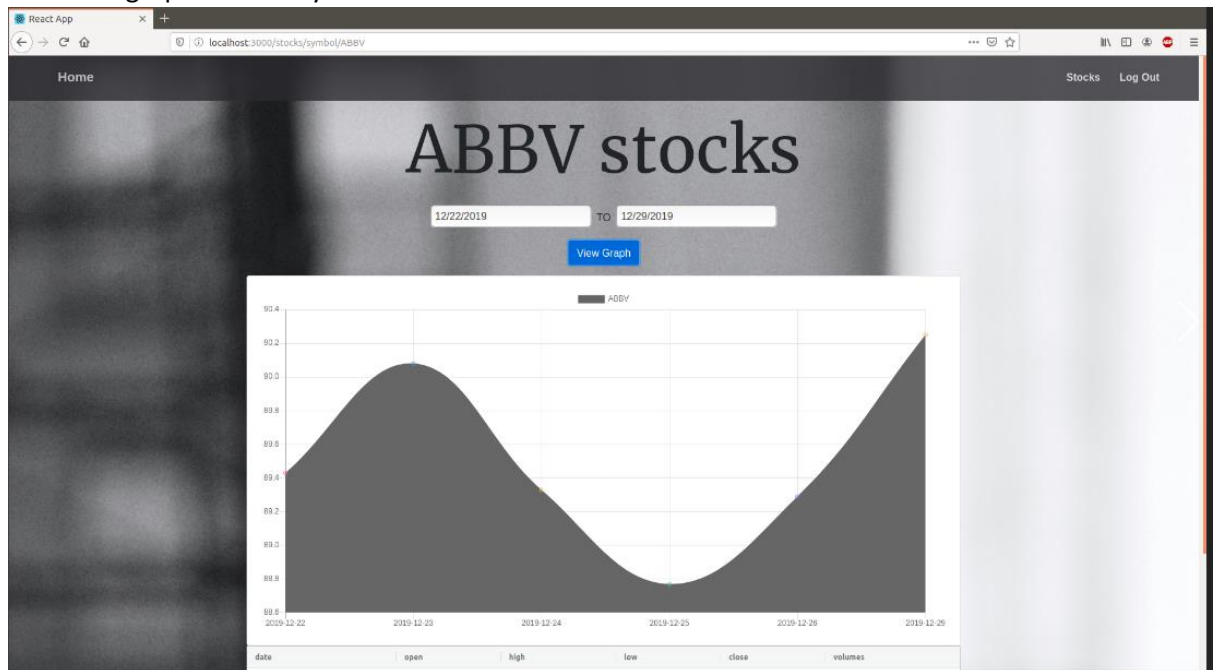 React App
localhost:3000/stocks/symbol/ABBV
Home
Stocks Log Out
ABBV stocks
12/22/2019 TO 12/29/2019
View Graph
ABBV
90.4
90.2
90.0
89.8
89.6
89.4
89.2
89.0
88.8
88.6
2019-12-22 2019-12-23 2019-12-24 2019-12-25 2019-12-28 2019-12-29
date open high low close volumes